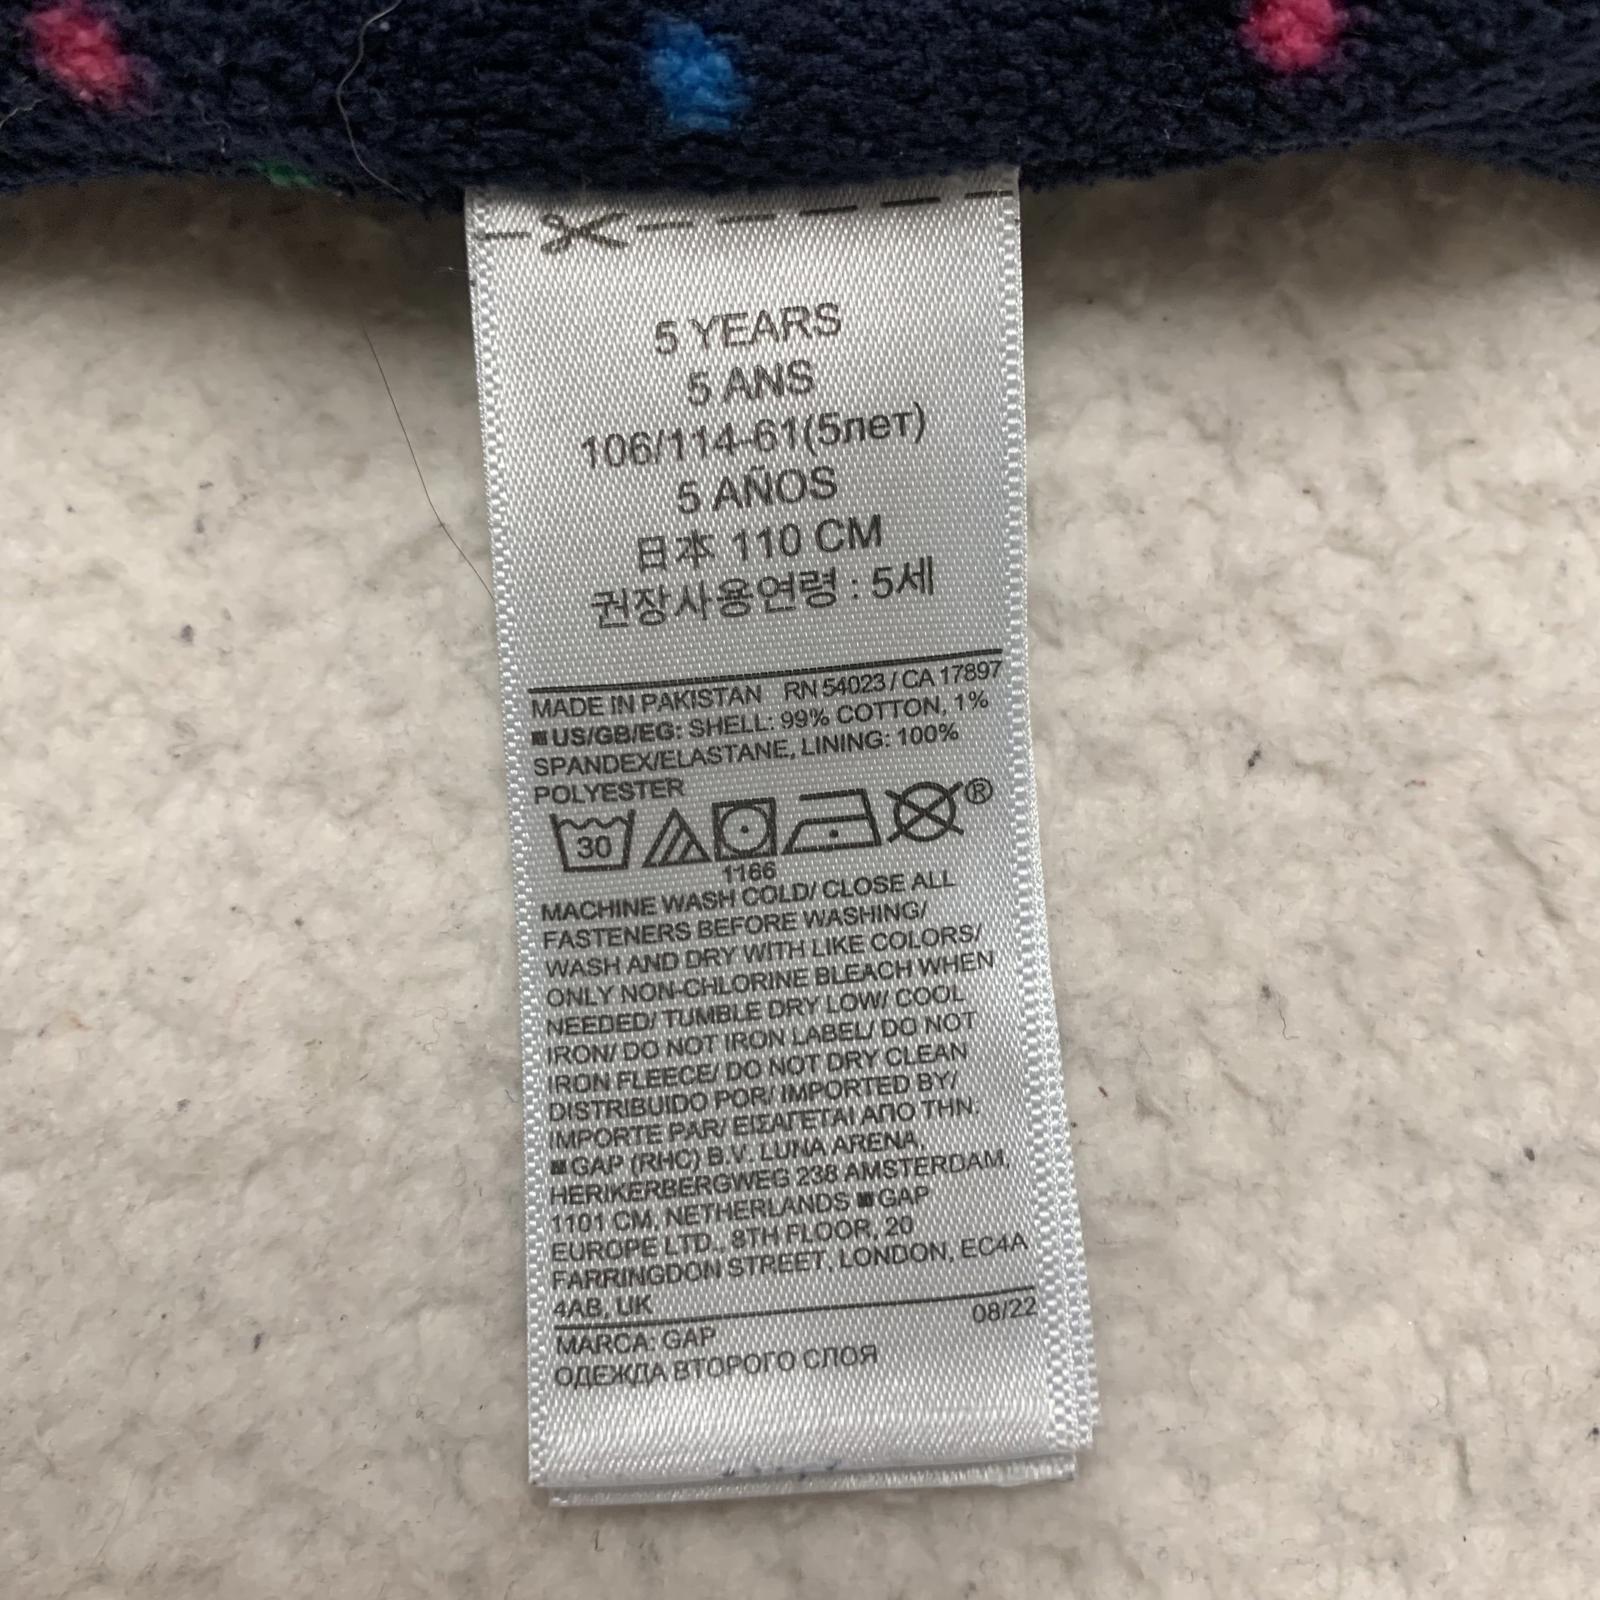 5 YEARS
5 ANS
106/114-61(5лет)
5 AÑOS
日本 110 CM
권장사용연령 : 5세
MADE IN PAKISTAN RN 54023 / CA 17897
■US/GB/EG: SHELL: 99% COTTON, 1%
SPANDEX/ELASTANE, LINING: 100%
POLYESTER
30
®
1166
MACHINE WASH COLD/ CLOSE ALL
FASTENERS BEFORE WASHING/
WASH AND DRY WITH LIKE COLORS/
ONLY NON-CHLORINE BLEACH WHEN
NEEDED/ TUMBLE DRY LOW/ COOL
IRON/ DO NOT IRON LABEL/ DO NOT
IRON FLEECE/ DO NOT DRY CLEAN
DISTRIBUIDO POR/ IMPORTED BY/
IMPORTE PAR/ ΕΙΣΑΓΕΤΑΙ ΑΠΟ ΤΗΝ:
■GAP (RHC) B.V. LUNA ARENA,
HERIKERBERGWEG 238 AMSTERDAM,
1101 CM, NETHERLANDS ■GAP
EUROPE LTD., 8TH FLOOR, 20
FARRINGDON STREET, LONDON, EC4A
4AB, UK
08/22
MARCA: GAP
ОДЕЖДА ВТОРОГО СЛОЯ